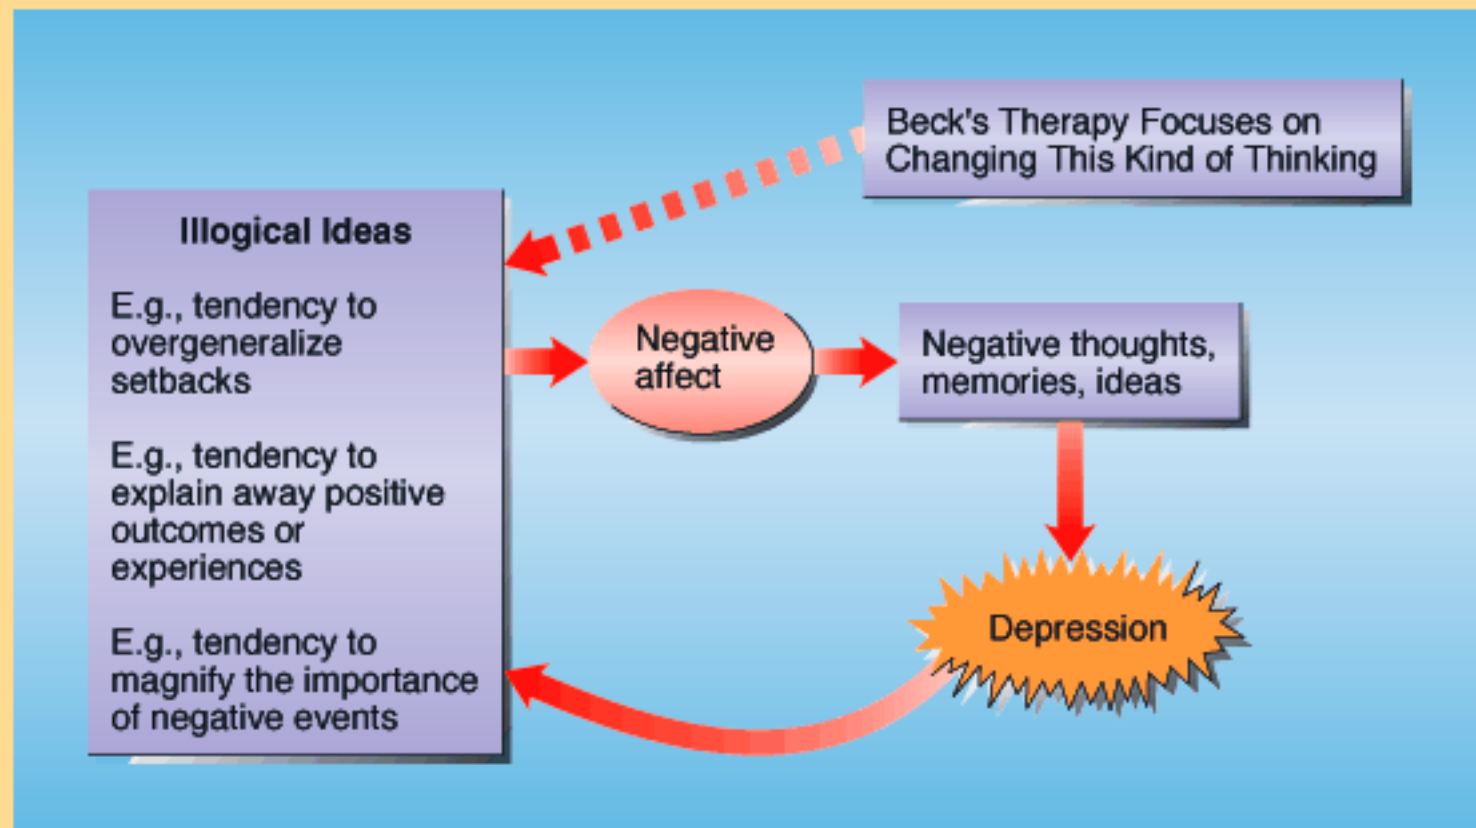 Beck's Therapy Focuses on
Changing This Kind of Thinking
Illogical Ideas
E.g., tendency to
overgeneralize
setbacks
E.g., tendency to
explain away positive
outcomes or
experiences
E.g., tendency to
magnify the importance
of negative events
Negative
affect
Negative thoughts,
memories, ideas
Depression